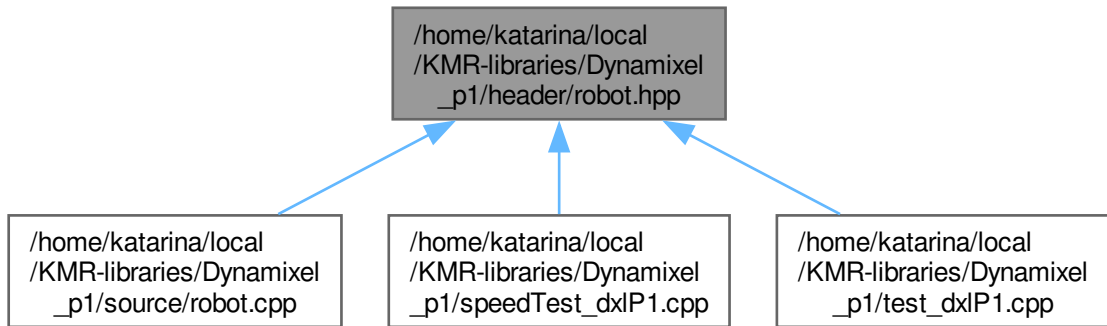 /home/katarina/local
/KMR-libraries/Dynamixel
_p1/header/robot.hpp
/home/katarina/local
/KMR-libraries/Dynamixel
_p1/source/robot.cpp
/home/katarina/local
/KMR-libraries/Dynamixel
_p1/speedTest_dxlP1.cpp
/home/katarina/local
/KMR-libraries/Dynamixel
_p1/test_dxlP1.cpp